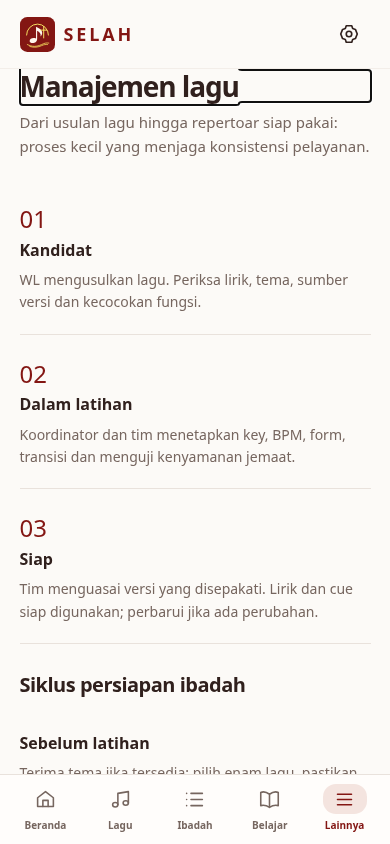 SELAH
Manajemen lagu
Dari usulan lagu hingga repertoar siap pakai:
proses kecil yang menjaga konsistensi pelayanan.
01
Kandidat
WL mengusulkan lagu. Periksa lirik, tema, sumber
versi dan kecocokan fungsi.
02
Dalam latihan
Koordinator dan tim menetapkan key, BPM, form,
transisi dan menguji kenyamanan jemaat.
03
Siap
Tim menguasai versi yang disepakati. Lirik dan cue
siap digunakan; perbarui jika ada perubahan.
Siklus persiapan ibadah
Sebelum latihan
Terima tema jika tersedia; pilih enam lagu, pastikan
Beranda
Lagu
Ibadah
Belajar
Lainnya